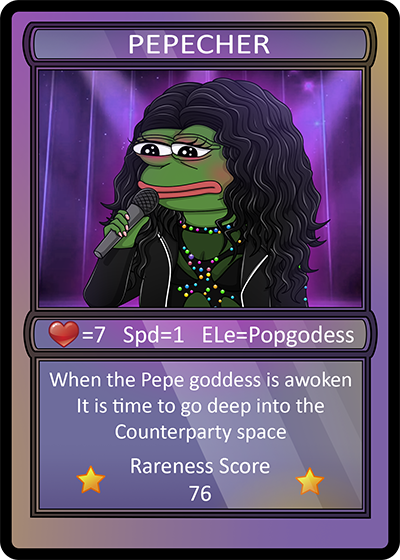 PEPECHER
❤️=7 Spd=1 ELe=Popgodess
When the Pepe goddess is awoken
It is time to go deep into the
Counterparty space
Rareness Score
76